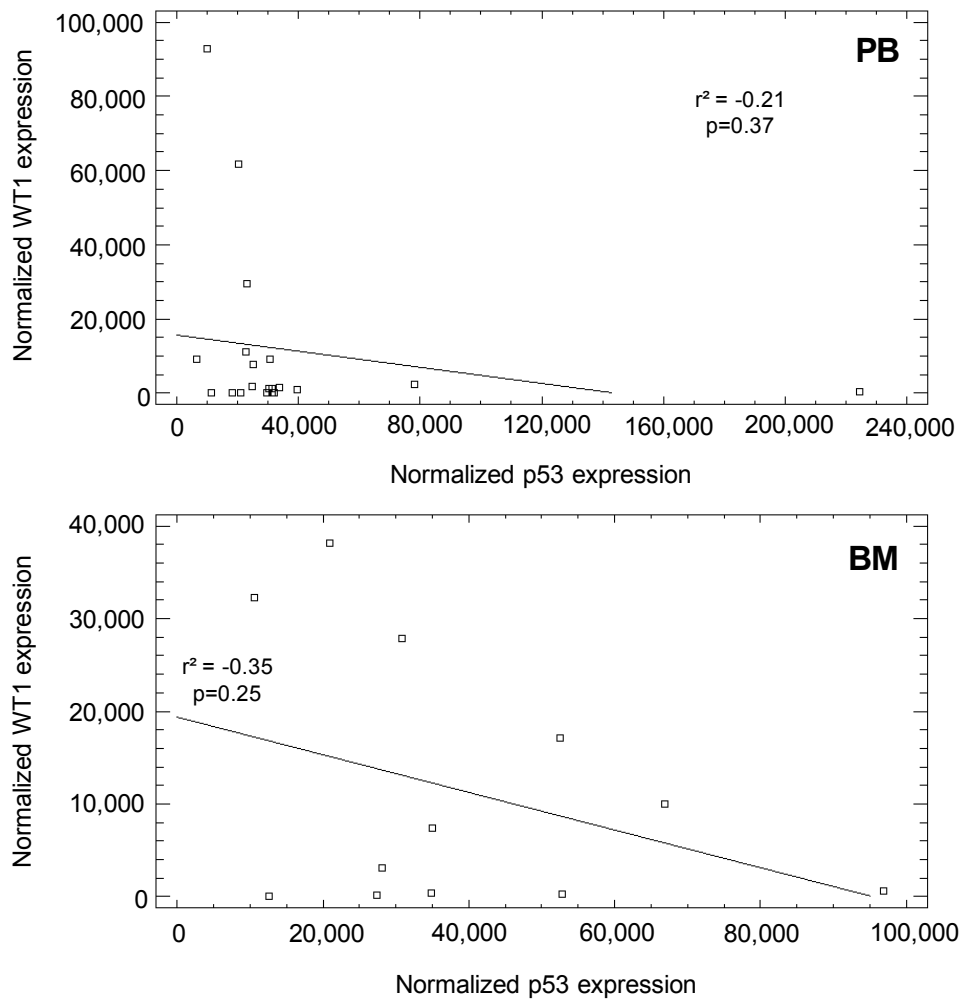 100,000
80,000
60,000
40,000
20,000
0
Normalized WT1 expression
PB
r² = -0.21
p=0.37
0 40,000 80,000 120,000 160,000 200,000 240,000
Normalized p53 expression
40,000
30,000
20,000
10,000
0
Normalized WT1 expression
BM
r² = -0.35
p=0.25
0 20,000 40,000 60,000 80,000 100,000
Normalized p53 expression